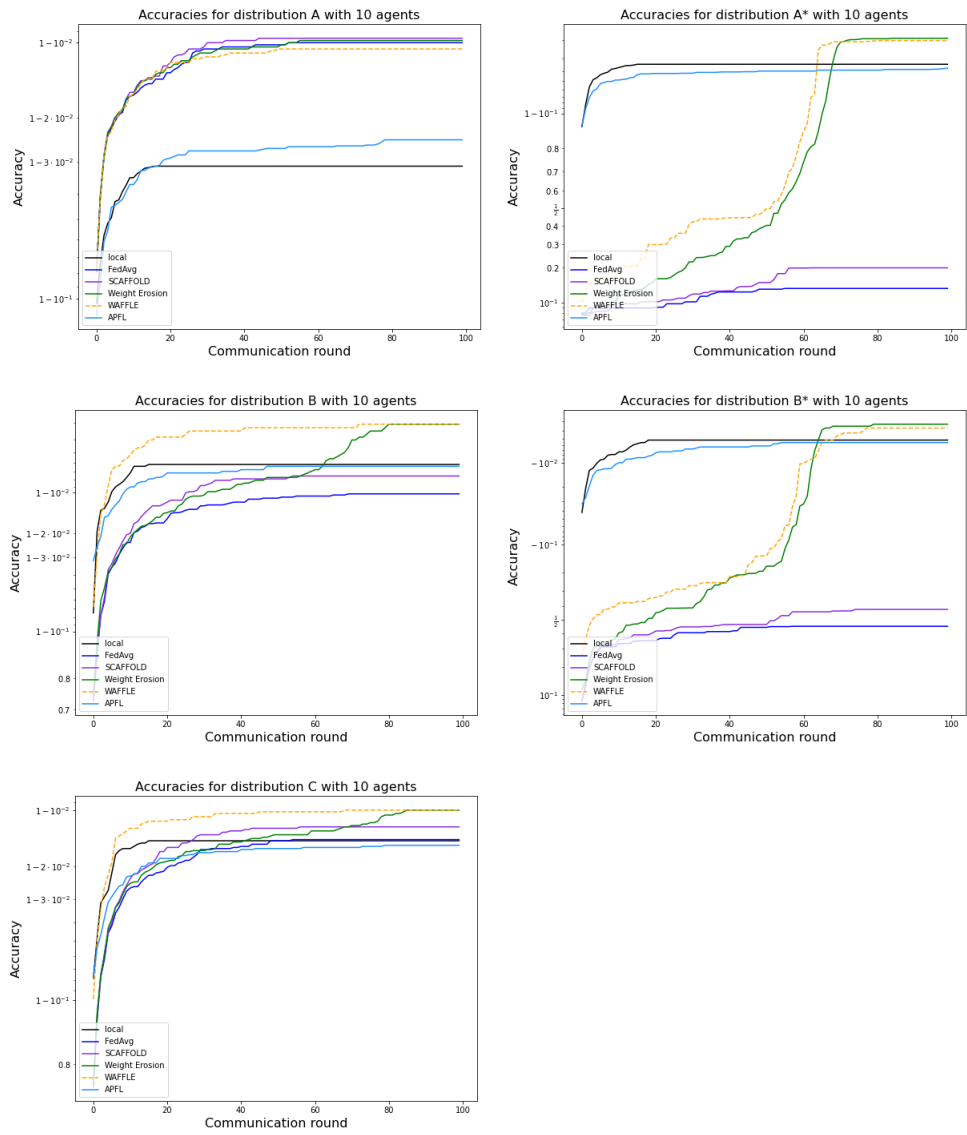 Accuracies for distribution A with 10 agents
1−10⁻²
1−2·10⁻²
1−3·10⁻²
1−10⁻¹
Accuracy
local
FedAvg
SCAFFOLD
Weight Erosion
WAFFLE
APFL
0 20 40 60 80 100
Communication round
Accuracies for distribution A* with 10 agents
1−10⁻¹
0.8
0.7
0.6
1/2
0.4
0.3
0.2
10⁻¹
Accuracy
local
FedAvg
SCAFFOLD
Weight Erosion
WAFFLE
APFL
0 20 40 60 80 100
Communication round
Accuracies for distribution B with 10 agents
1−10⁻²
1−2·10⁻²
1−3·10⁻²
1−10⁻¹
0.8
0.7
Accuracy
local
FedAvg
SCAFFOLD
Weight Erosion
WAFFLE
APFL
0 20 40 60 80 100
Communication round
Accuracies for distribution B* with 10 agents
−10⁻²
−10⁻¹
1/2
10⁻¹
Accuracy
local
FedAvg
SCAFFOLD
Weight Erosion
WAFFLE
APFL
0 20 40 60 80 100
Communication round
Accuracies for distribution C with 10 agents
1−10⁻²
1−2·10⁻²
1−3·10⁻²
1−10⁻¹
0.8
Accuracy
local
FedAvg
SCAFFOLD
Weight Erosion
WAFFLE
APFL
0 20 40 60 80 100
Communication round